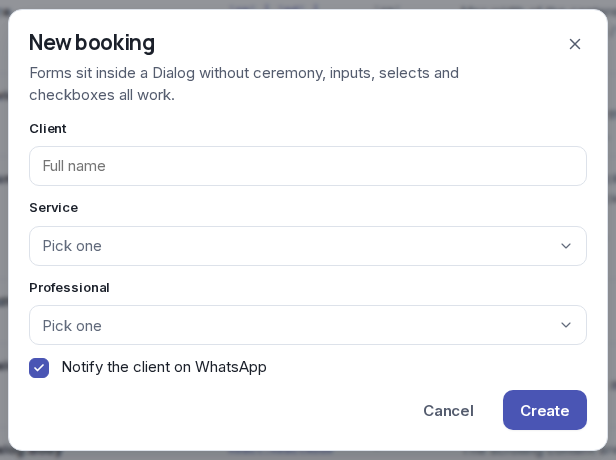 New booking
Forms sit inside a Dialog without ceremony, inputs, selects and
checkboxes all work.
Client
Full name
Service
Pick one
Professional
Pick one
Notify the client on WhatsApp
Cancel
Create